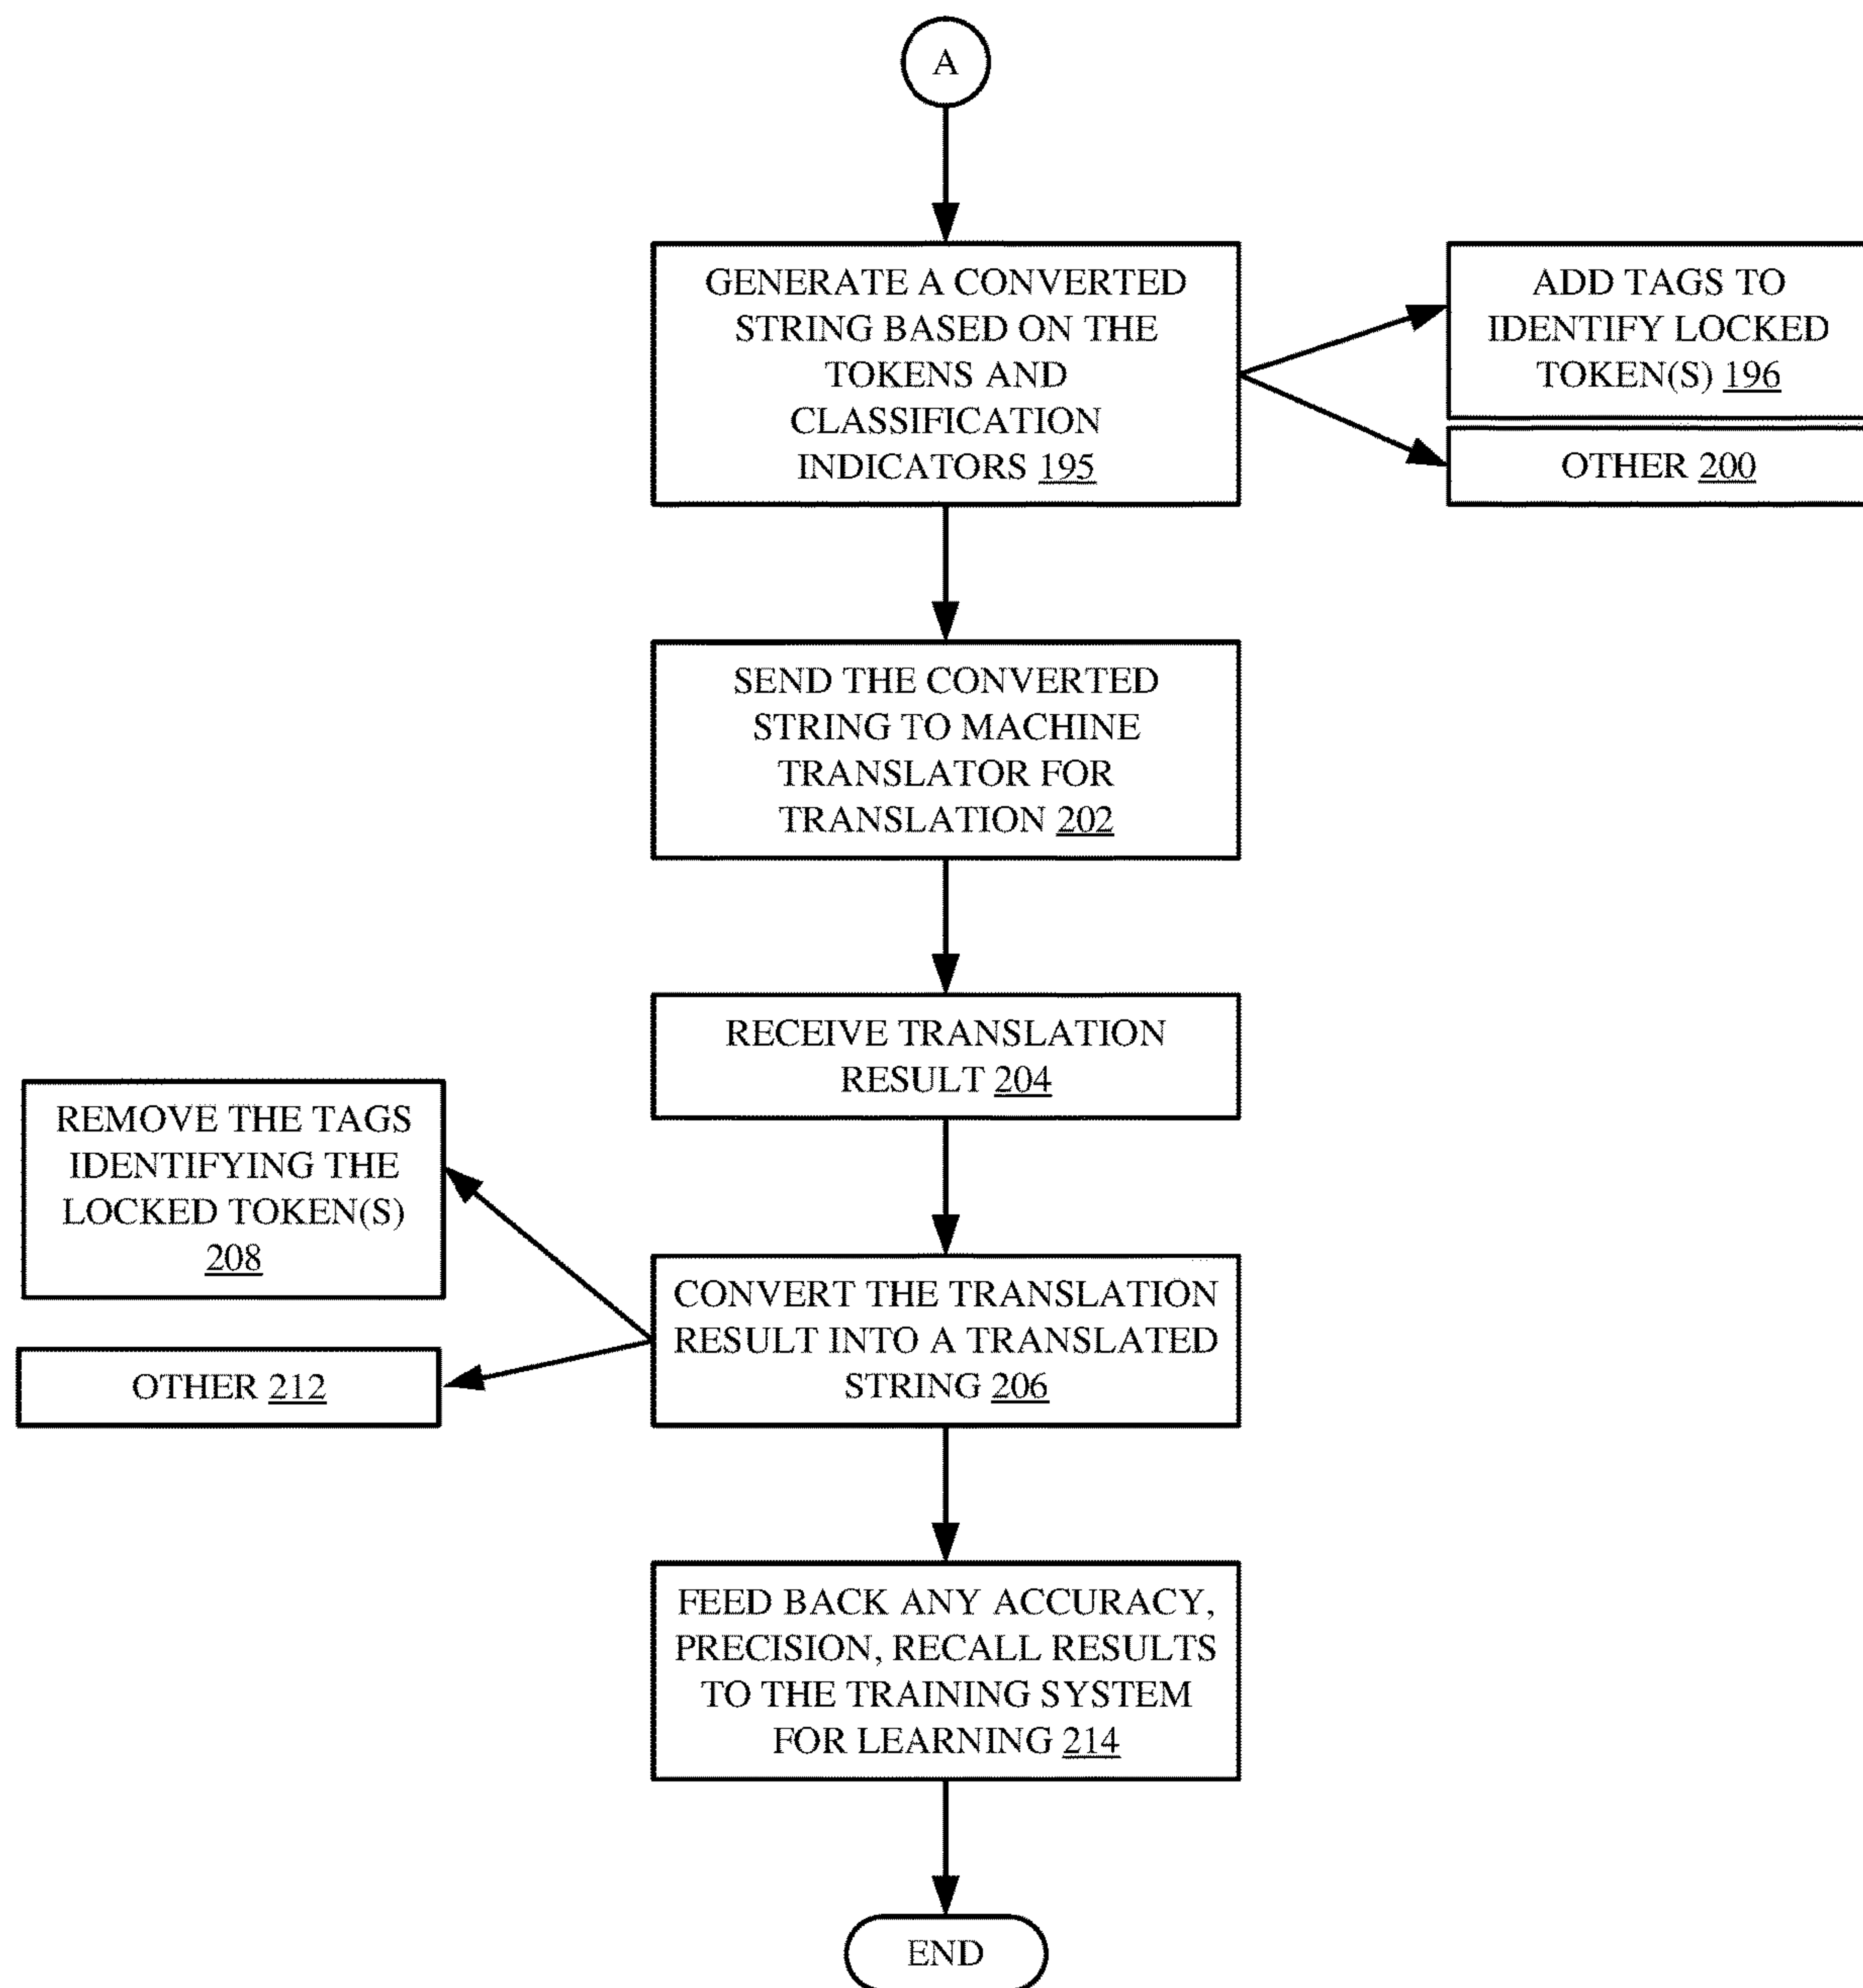 A
GENERATE A CONVERTED
STRING BASED ON THE
TOKENS AND
CLASSIFICATION
INDICATORS 195
ADD TAGS TO
IDENTIFY LOCKED
TOKEN(S) 196
OTHER 200
SEND THE CONVERTED
STRING TO MACHINE
TRANSLATOR FOR
TRANSLATION 202
RECEIVE TRANSLATION
RESULT 204
REMOVE THE TAGS
IDENTIFYING THE
LOCKED TOKEN(S)
208
OTHER 212
CONVERT THE TRANSLATION
RESULT INTO A TRANSLATED
STRING 206
FEED BACK ANY ACCURACY,
PRECISION, RECALL RESULTS
TO THE TRAINING SYSTEM
FOR LEARNING 214
END